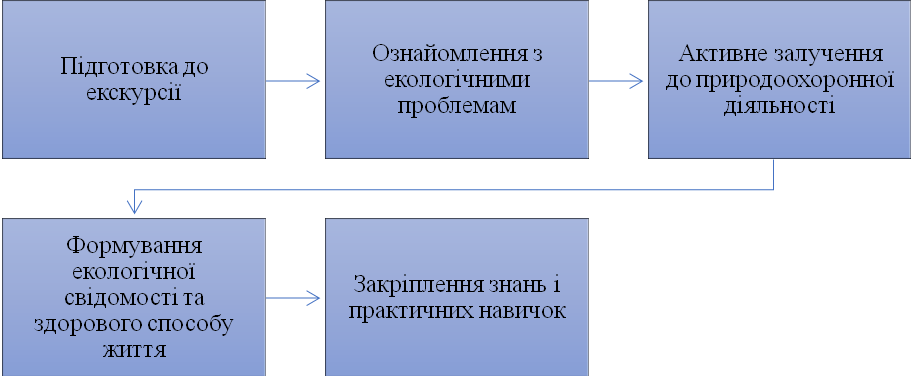 Підготовка до
екскурсії
Ознайомлення з
екологічними
проблемам
Активне залучення
до природоохоронної
діяльності
Формування
екологічної
свідомості та
здорового способу
життя
Закріплення знань і
практичних навичок